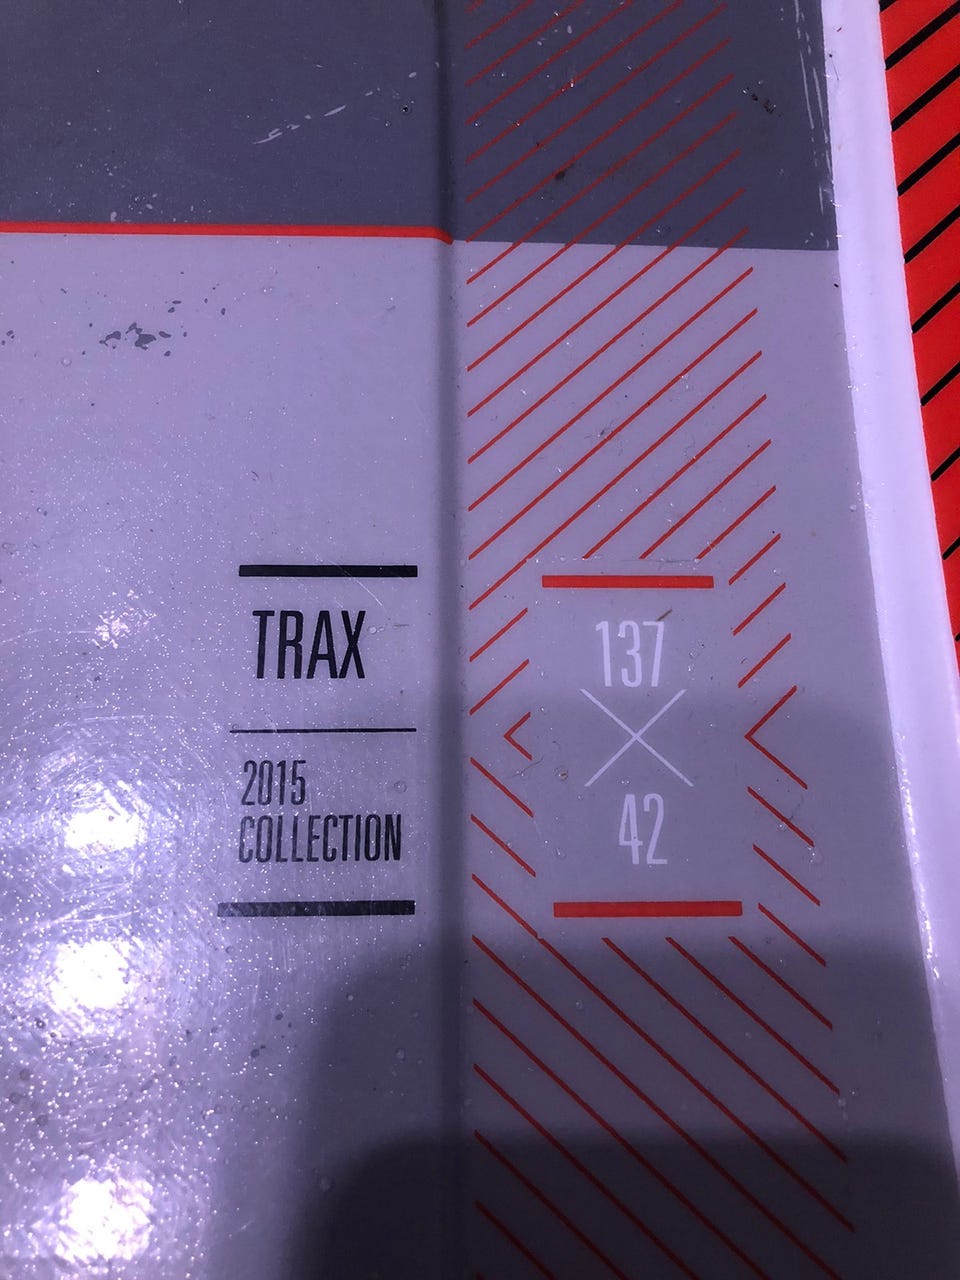 TRAX
2015
COLLECTION
137
X
42